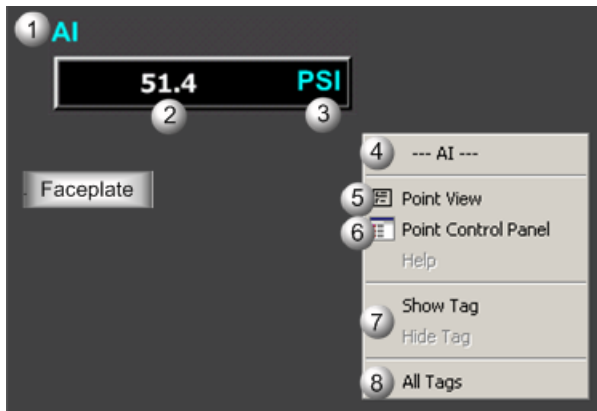 1 AI
51.4 PSI
2 3
Faceplate
4 --- AI ---
5 Point View
6 Point Control Panel
Help
Show Tag
7
Hide Tag
8 All Tags